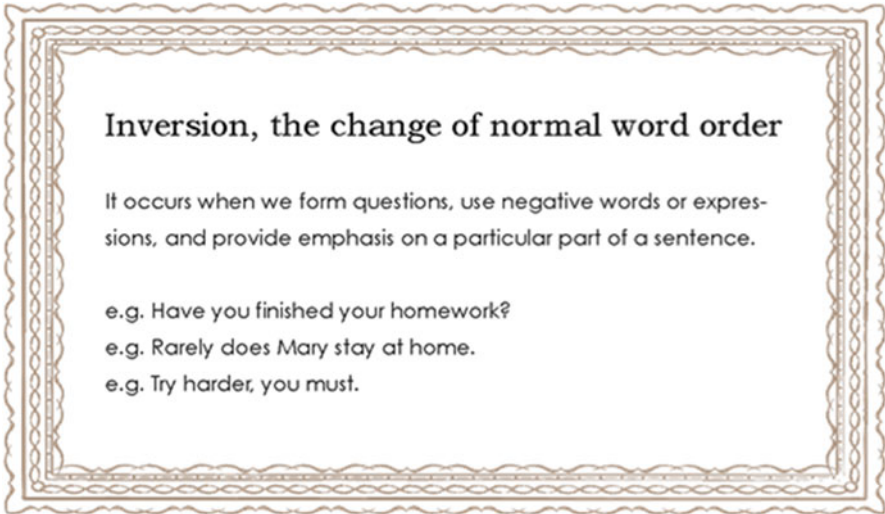 Inversion, the change of normal word order
It occurs when we form questions, use negative words or expres-
sions, and provide emphasis on a particular part of a sentence.
e.g. Have you finished your homework?
e.g. Rarely does Mary stay at home.
e.g. Try harder, you must.